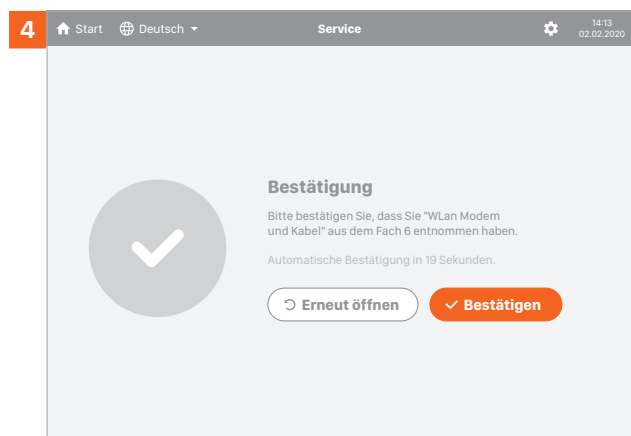 4
Start Deutsch Service 14:13
02.02.2020
Bestätigung
Bitte bestätigen Sie, dass Sie "WLan Modem
und Kabel" aus dem Fach 6 entnommen haben.
Automatische Bestätigung in 19 Sekunden.
Erneut öffnen Bestätigen